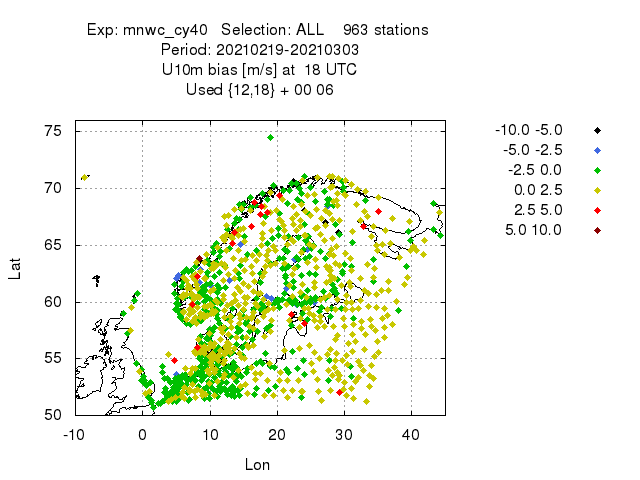 Exp: mnwc_cy40   Selection: ALL    963 stations
Period: 20210219-20210303
U10m bias [m/s] at  18 UTC
Used {12,18} + 00 06
-10.0 -5.0
-5.0 -2.5
-2.5 0.0
0.0 2.5
2.5 5.0
5.0 10.0
75
70
65
60
55
50
Lat
-10 0 10 20 30 40
Lon